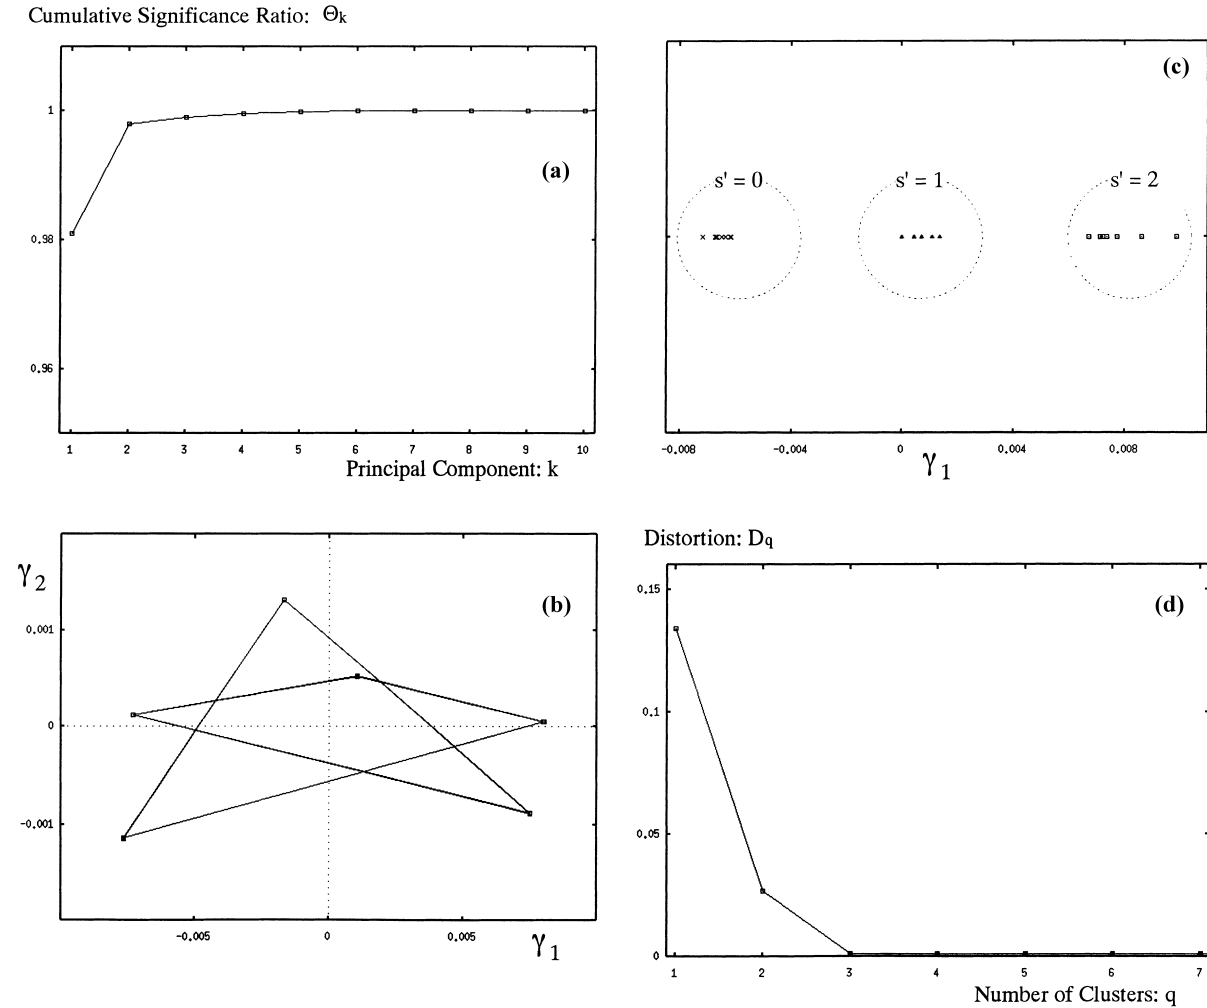 Cumulative Significance Ratio: Θk
1
0.98
0.96
(a)
1 2 3 4 5 6 7 8 9 10
Principal Component: k
(c)
s' = 0 s' = 1 s' = 2
-0.008 -0.004 0 0.004 0.008
γ1
γ2
0.001
0
-0.001
(b)
-0.005 0 0.005
γ1
Distortion: Dq
0.15
0.1
0.05
0
(d)
1 2 3 4 5 6 7
Number of Clusters: q